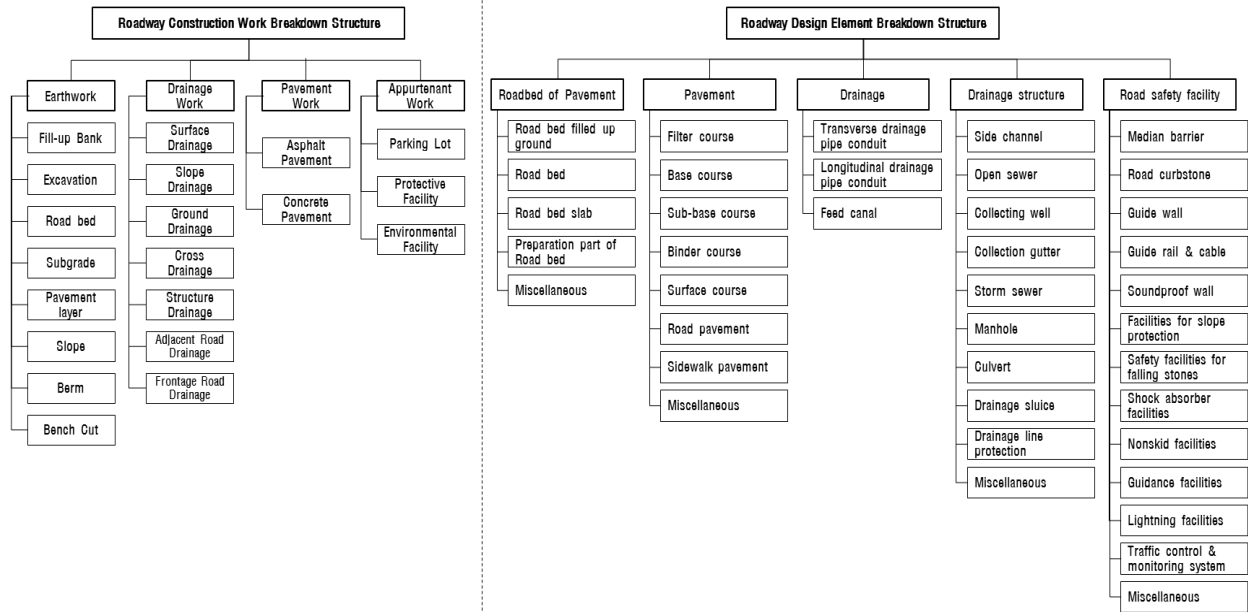 Roadway Construction Work Breakdown Structure
Earthwork
Fill-up Bank
Excavation
Road bed
Subgrade
Pavement
layer
Slope
Berm
Bench Cut
Drainage
Work
Surface
Drainage
Slope
Drainage
Ground
Drainage
Cross
Drainage
Structure
Drainage
Adjacent Road
Drainage
Frontage Road
Drainage
Pavement
Work
Asphalt
Pavement
Concrete
Pavement
Appurtenant
Work
Parking Lot
Protective
Facility
Environmental
Facility
Roadway Design Element Breakdown Structure
Roadbed of Pavement
Road bed filled up
ground
Road bed
Road bed slab
Preparation part of
Road bed
Miscellaneous
Pavement
Filter course
Base course
Sub-base course
Binder course
Surface course
Road pavement
Sidewalk pavement
Miscellaneous
Drainage
Transverse drainage
pipe conduit
Longitudinal drainage
pipe conduit
Feed canal
Drainage structure
Side channel
Open sewer
Collecting well
Collection gutter
Storm sewer
Manhole
Culvert
Drainage sluice
Drainage line
protection
Miscellaneous
Road safety facility
Median barrier
Road curbstone
Guide wall
Guide rail & cable
Soundproof wall
Facilities for slope
protection
Safety facilities for
falling stones
Shock absorber
facilities
Nonskid facilities
Guidance facilities
Lightning facilities
Traffic control &
monitoring system
Miscellaneous